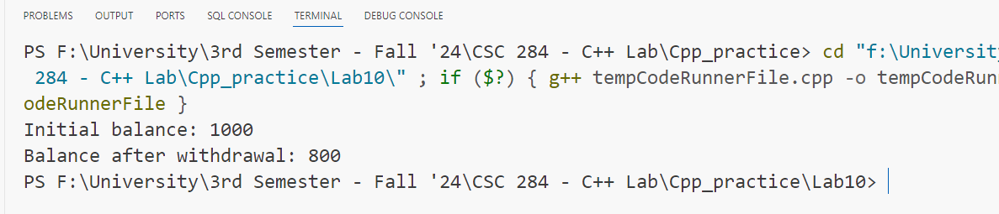 PROBLEMS OUTPUT PORTS SQL CONSOLE TERMINAL DEBUG CONSOLE
PS F:\University\3rd Semester - Fall '24\CSC 284 - C++ Lab\Cpp_practice> cd "f:\University
284 - C++ Lab\Cpp_practice\Lab10\" ; if ($?) { g++ tempCodeRunnerFile.cpp -o tempCodeRunn
odeRunnerFile }
Initial balance: 1000
Balance after withdrawal: 800
PS F:\University\3rd Semester - Fall '24\CSC 284 - C++ Lab\Cpp_practice\Lab10>